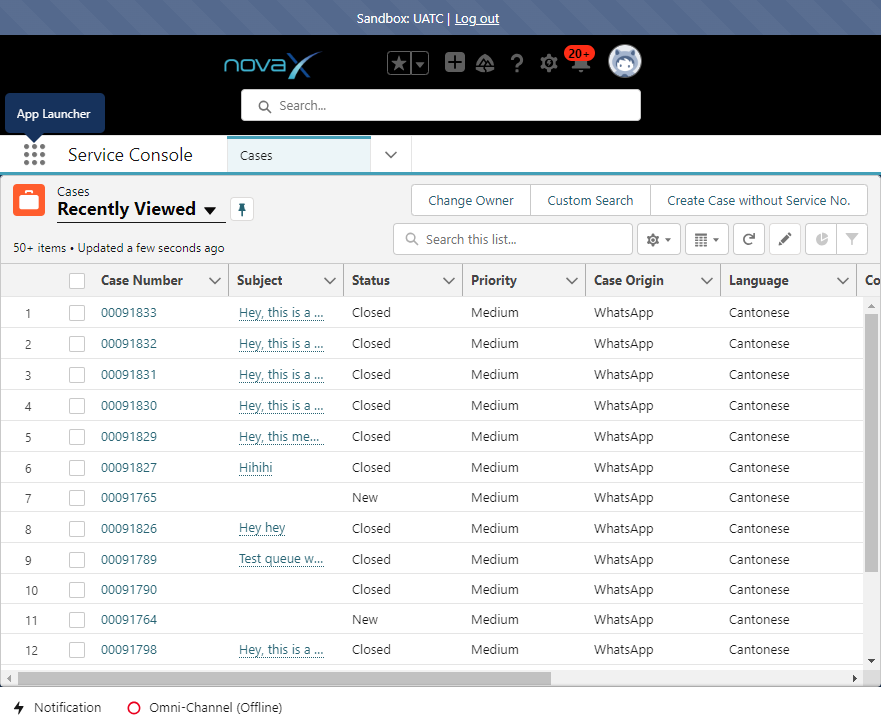 Sandbox: UATC | Log out
novaX
20+
Search...
App Launcher
Service Console
Cases
Cases
Recently Viewed
Change Owner
Custom Search
Create Case without Service No.
50+ items • Updated a few seconds ago
Search this list...
Case Number Subject Status Priority Case Origin Language Co
1 00091833 Hey, this is a ... Closed Medium WhatsApp Cantonese
2 00091832 Hey, this is a ... Closed Medium WhatsApp Cantonese
3 00091831 Hey, this is a ... Closed Medium WhatsApp Cantonese
4 00091830 Hey, this is a ... Closed Medium WhatsApp Cantonese
5 00091829 Hey, this me... Closed Medium WhatsApp Cantonese
6 00091827 Hihihi Closed Medium WhatsApp Cantonese
7 00091765 New Medium WhatsApp Cantonese
8 00091826 Hey hey Closed Medium WhatsApp Cantonese
9 00091789 Test queue w... Closed Medium WhatsApp Cantonese
10 00091790 Closed Medium WhatsApp Cantonese
11 00091764 New Medium WhatsApp Cantonese
12 00091798 Hey, this is a ... Closed Medium WhatsApp Cantonese
Notification
Omni-Channel (Offline)